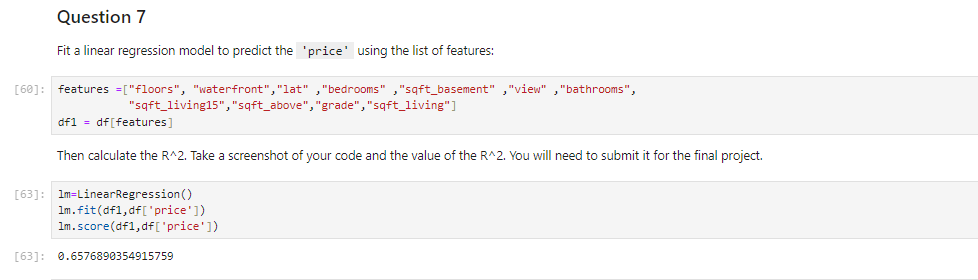 Question 7
Fit a linear regression model to predict the 'price' using the list of features:
[60]: features =["floors", "waterfront","lat" ,"bedrooms" ,"sqft_basement" ,"view" ,"bathrooms",
"sqft_living15","sqft_above","grade","sqft_living"]
df1 = df[features]
Then calculate the R^2. Take a screenshot of your code and the value of the R^2. You will need to submit it for the final project.
[63]: lm=LinearRegression()
lm.fit(df1,df['price'])
lm.score(df1,df['price'])
[63]: 0.6576890354915759